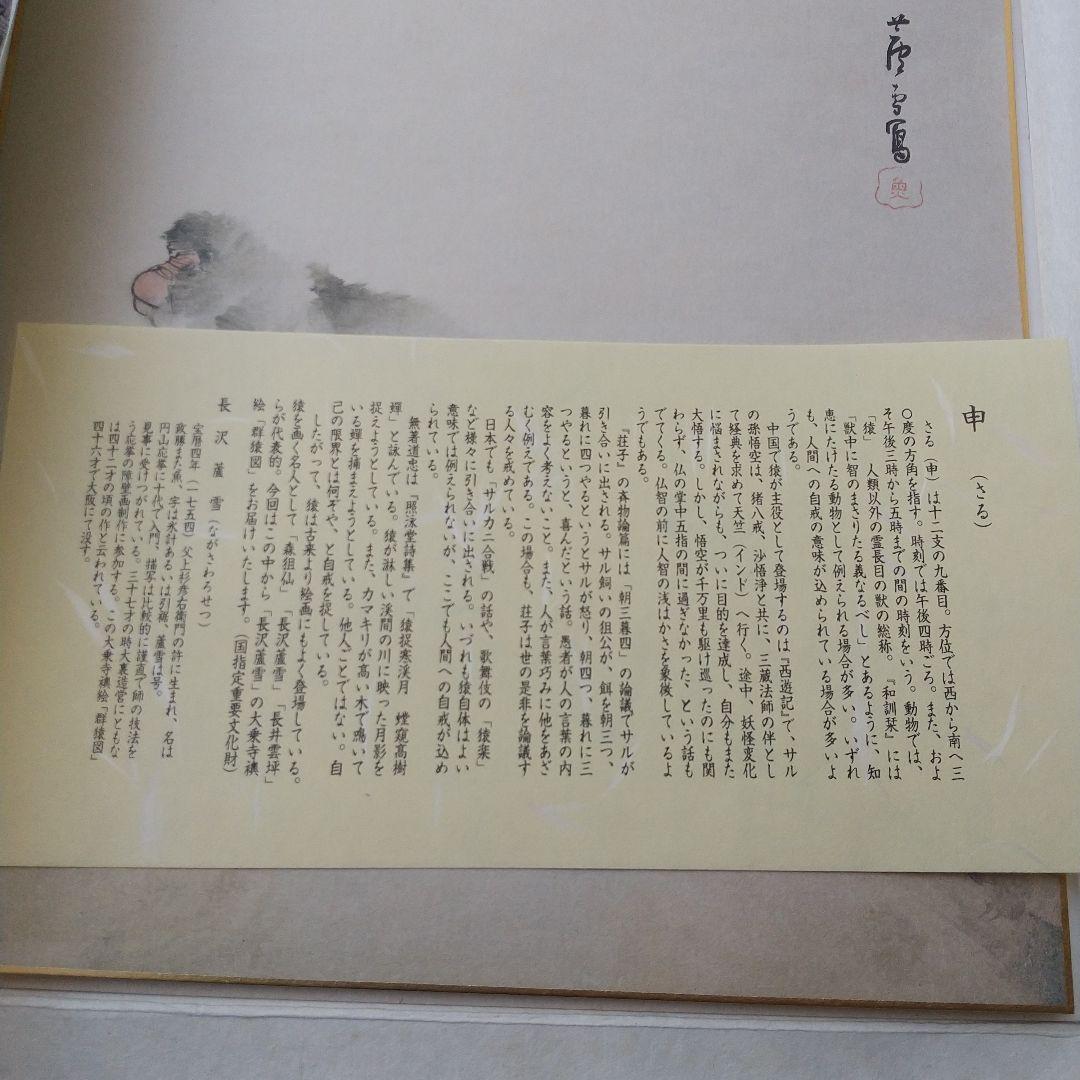 蘆雪寫
魚
申
（さる）
さる（申）は十二支の九番目。方位では西から南へ三
〇度の方角を指す。時刻では午後四時ごろ。また、およ
そ午後三時から五時までの間の時刻をいう。動物では、
「猿」 人類以外の霊長目の獣の総称。『和訓栞』には
「獣中に智のまさりたる義なるべし」とあるように、知
恵にたけたる動物として例えられる場合が多い。いずれ
も、人間への自戒の意味が込められている場合が多いよ
うである。
中国で猿が主役として登場するのは『西遊記』で、サル
の孫悟空は、猪八戒、沙悟浄と共に、三蔵法師の伴とし
て経典を求めて天竺（インド）へ行く。途中、妖怪変化
に悩まされながらも、ついに目的を達成し、自分もまた
大悟する。しかし、悟空が千万里も駆け巡ったのにも関
わらず、仏の掌中五指の間に過ぎなかった、という話も
でてくる。仏智の前に人智の浅はかさを象徴しているよ
うでもある。
『荘子』の斉物論篇には「朝三暮四」の論議でサルが
引き合いに出される。サル飼いの狙公が、餌を朝三つ、
暮れに四つやるというとサルが怒り、朝四つ、暮れに三
つやるというと、喜んだという話。愚者が人の言葉の内
容をよく考えないこと。また、人が言葉巧みに他をあざ
むく例えである。この場合も、荘子は世の是非を論議す
る人々を戒めている。
日本でも「サルカニ合戦」の話や、歌舞伎の「猿楽」
など様々に引き合いに出される。いづれも猿自体はよい
意味では例えられないが、ここでも人間への自戒が込め
られている。
無著道忠は『照泳堂詩集』で「猿捉寒渓月 螳窺高樹
蟬」と詠んでいる。猿が淋しい渓間の川に映った月影を
捉えようとしている。また、カマキリが高い木で鳴いて
いる蟬を捕まえようとしている。他人ごとではない。自
己の限界とは何ぞや、と自戒を促している。
したがって、猿は古来より絵画にもよく登場している。
猿を画く名人として「森狙仙」「長沢蘆雪」「長井雲坪」
らが代表的。今回はこの中から「長沢蘆雪」の大乗寺襖
絵「群猿図」をお届けいたします。（国指定重要文化財）
長沢蘆雪（ながさわろせつ）
宝暦四年（一七五四）父上杉彦右衛門の許に生まれ、名は
政勝また魚、字は氷計あるいは引裾、蘆雪は号。
円山応挙に十代で入門、描写は比較的に謹直で師の技法を
見事に受けつがれている。三十七才の時大裏造営にともな
う応挙の障壁画制作に参加する。この大乗寺襖絵「群猿図」
は四十二才の頃の作と云われている。
四十六才で大阪にて没す。